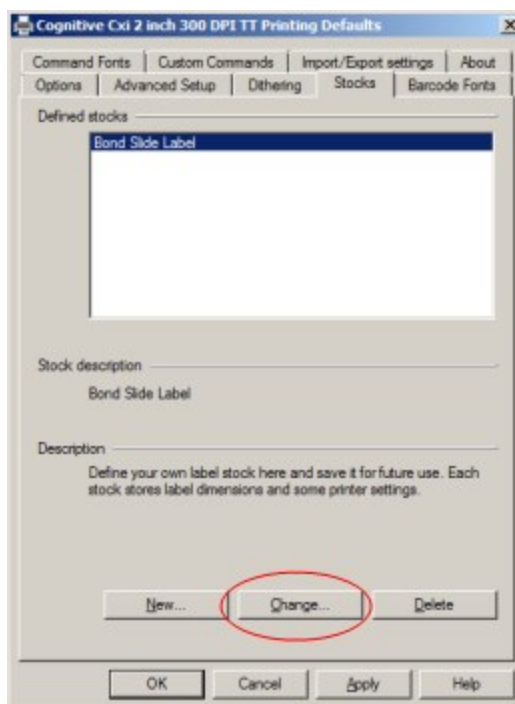 Cognitive Cxi 2 inch 300 DPI TT Printing Defaults
Command Fonts Custom Commands Import/Export settings About
Options Advanced Setup Dithering Stocks Barcode Fonts
Defined stocks
Bond Slide Label
Stock description
Bond Slide Label
Description
Define your own label stock here and save it for future use. Each
stock stores label dimensions and some printer settings.
New... Change... Delete
OK Cancel Apply Help